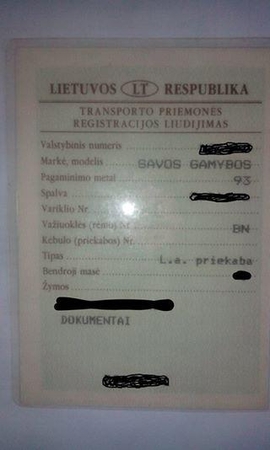 LIETUVOS LT RESPUBLIKA
TRANSPORTO PRIEMONĖS
REGISTRACIJOS LIUDIJIMAS
Valstybinis numeris
Markė, modelis SAVOS GAMYBOS
Pagaminimo metai 93
Spalva
Variklio Nr.
Važiuoklės (rėmo) Nr. BN
Kėbulo (priekabos) Nr.
Tipas L.a. priekaba
Bendroji masė
Žymos
DOKUMENTAI